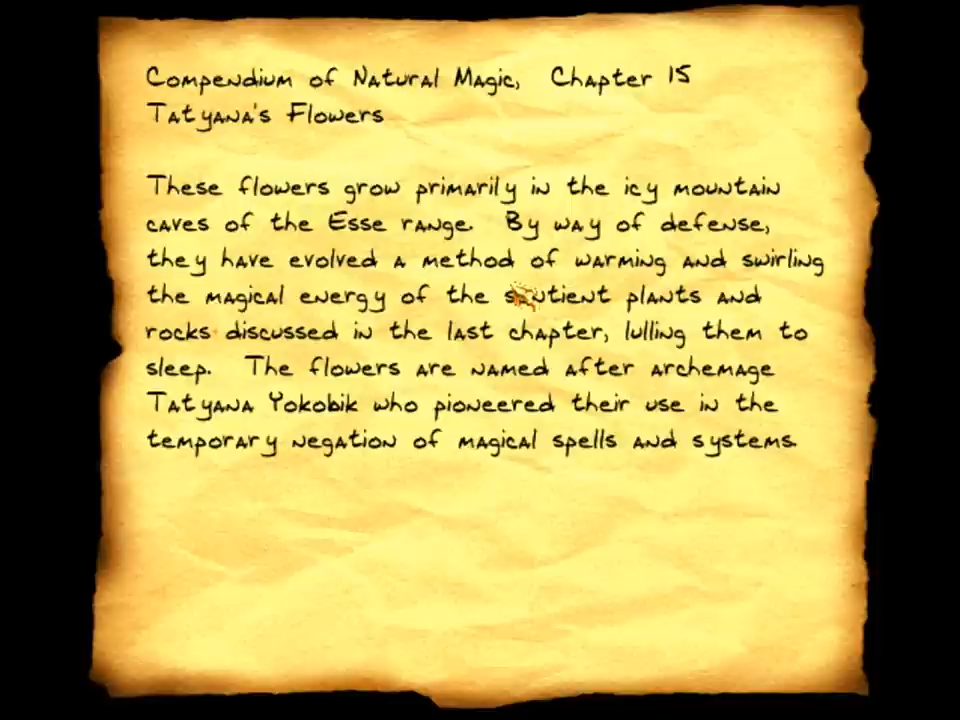 Compendium of Natural Magic, Chapter 15
Tatyana's Flowers
These flowers grow primarily in the icy mountain
caves of the Esse range. By way of defense,
they have evolved a method of warming and swirling
the magical energy of the sentient plants and
rocks discussed in the last chapter, lulling them to
sleep. The flowers are named after archemage
Tatyana Yokobik who pioneered their use in the
temporary negation of magical spells and systems.